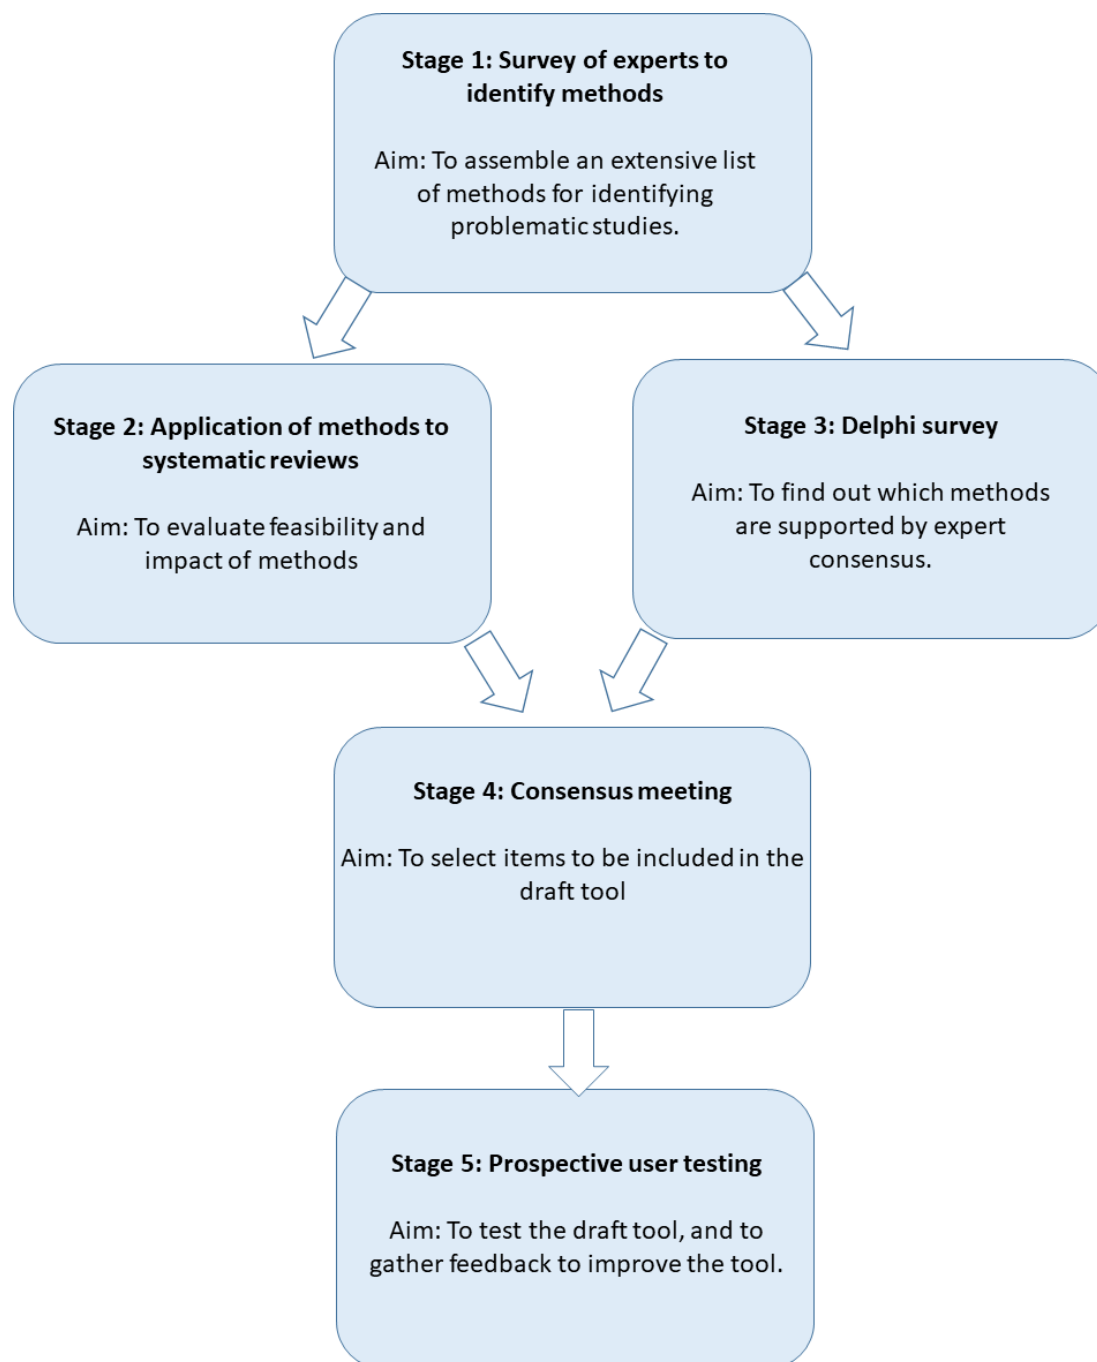 Stage 1: Survey of experts to
identify methods
Aim: To assemble an extensive list
of methods for identifying
problematic studies.
Stage 2: Application of methods to
systematic reviews
Aim: To evaluate feasibility and
impact of methods
Stage 3: Delphi survey
Aim: To find out which methods
are supported by expert
consensus.
Stage 4: Consensus meeting
Aim: To select items to be included in the
draft tool
Stage 5: Prospective user testing
Aim: To test the draft tool, and to
gather feedback to improve the tool.